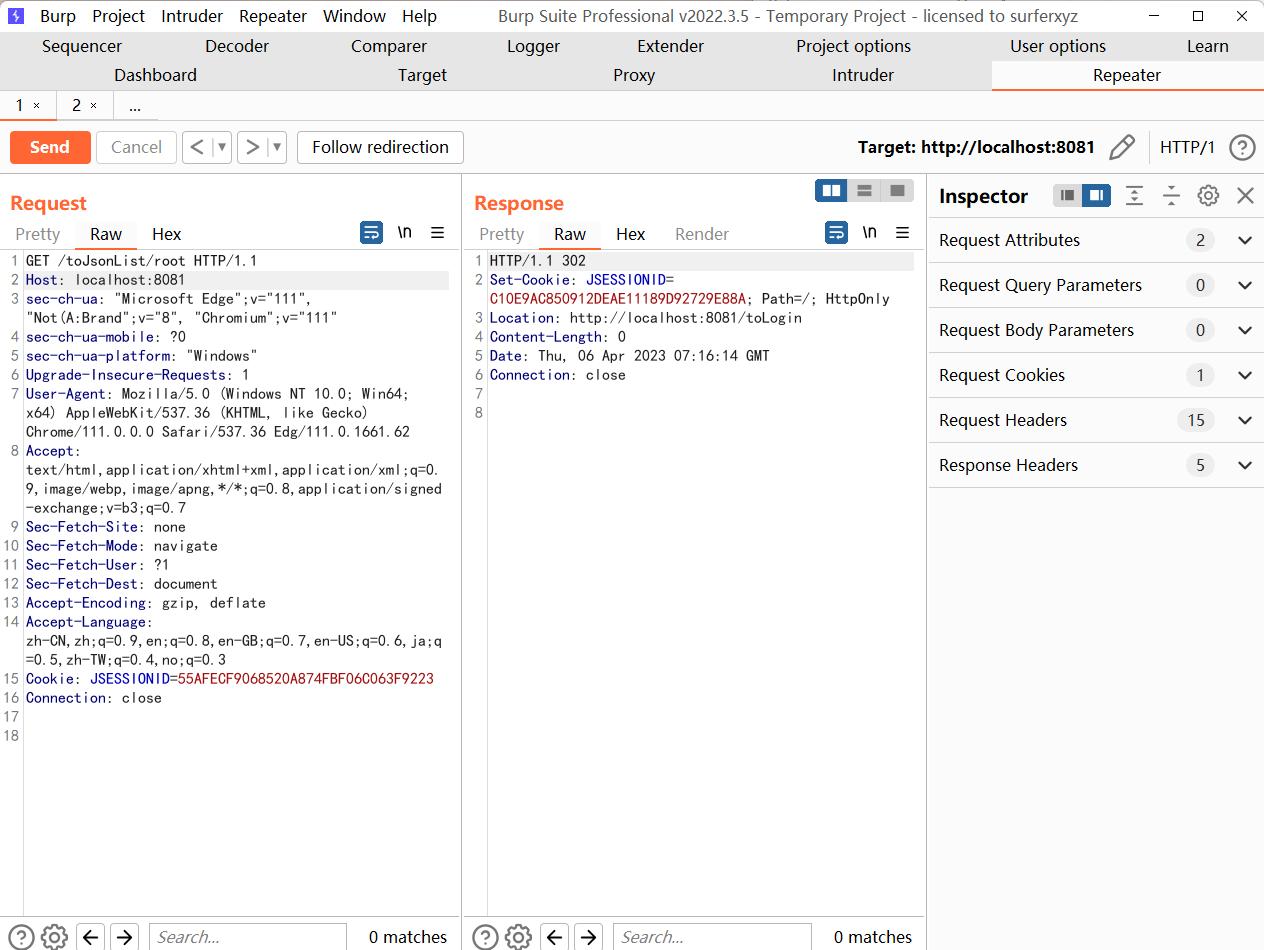 Burp Project Intruder Repeater Window Help Burp Suite Professional v2022.3.5 - Temporary Project - licensed to surferxyz
Sequencer Decoder Comparer Logger Extender Project options User options Learn
Dashboard Target Proxy Intruder Repeater
1 × 2 × ...
Send Cancel < > Follow redirection Target: http://localhost:8081 HTTP/1 ?
Request
Pretty Raw Hex \n
1 GET /toJsonList/root HTTP/1.1
2 Host: localhost:8081
3 sec-ch-ua: "Microsoft Edge";v="111",
"Not(A:Brand";v="8", "Chromium";v="111"
4 sec-ch-ua-mobile: ?0
5 sec-ch-ua-platform: "Windows"
6 Upgrade-Insecure-Requests: 1
7 User-Agent: Mozilla/5.0 (Windows NT 10.0; Win64;
x64) AppleWebKit/537.36 (KHTML, like Gecko)
Chrome/111.0.0.0 Safari/537.36 Edg/111.0.1661.62
8 Accept:
text/html,application/xhtml+xml,application/xml;q=0.
9,image/webp,image/apng,*/*;q=0.8,application/signed
-exchange;v=b3;q=0.7
9 Sec-Fetch-Site: none
10 Sec-Fetch-Mode: navigate
11 Sec-Fetch-User: ?1
12 Sec-Fetch-Dest: document
13 Accept-Encoding: gzip, deflate
14 Accept-Language:
zh-CN,zh;q=0.9,en;q=0.8,en-GB;q=0.7,en-US;q=0.6,ja;q
=0.5,zh-TW;q=0.4,no;q=0.3
15 Cookie: JSESSIONID=55AFECF9068520A874FBF06C063F9223
16 Connection: close
17
18
? Search... 0 matches
Response
Pretty Raw Hex Render \n
1 HTTP/1.1 302
2 Set-Cookie: JSESSIONID=
C10E9AC850912DEAE11189D92729E88A; Path=/; HttpOnly
3 Location: http://localhost:8081/toLogin
4 Content-Length: 0
5 Date: Thu, 06 Apr 2023 07:16:14 GMT
6 Connection: close
7
8
? Search... 0 matches
Inspector
Request Attributes 2
Request Query Parameters 0
Request Body Parameters 0
Request Cookies 1
Request Headers 15
Response Headers 5